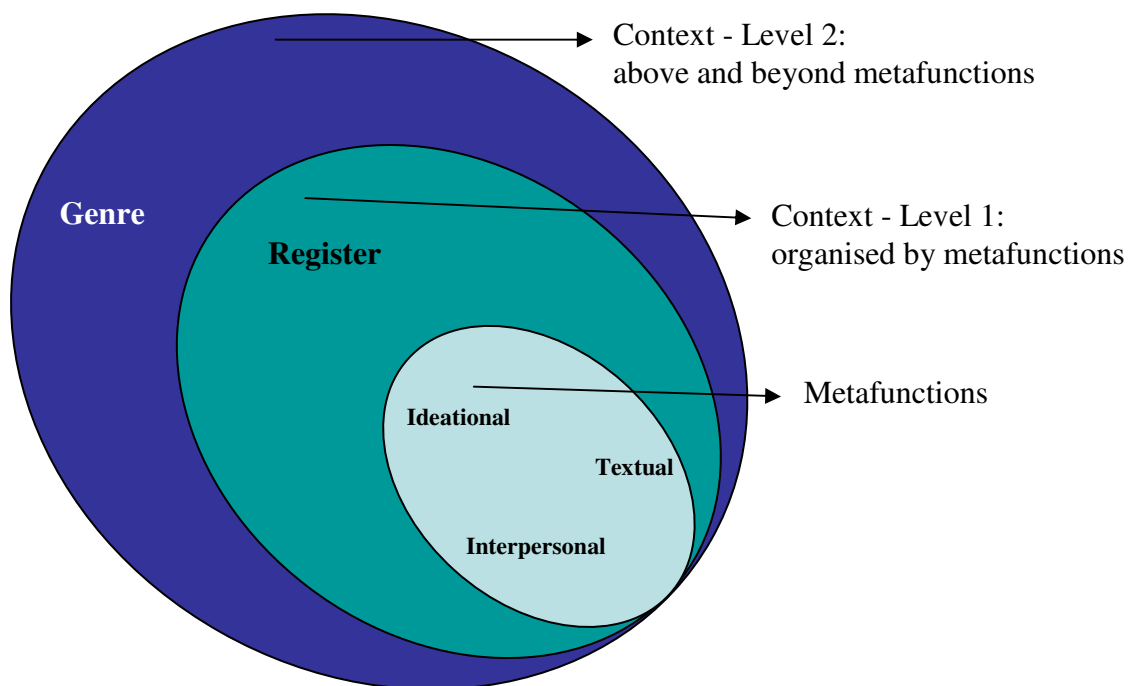 Context - Level 2:
above and beyond metafunctions
Genre
Context - Level 1:
organised by metafunctions
Register
Metafunctions
Ideational
Textual
Interpersonal